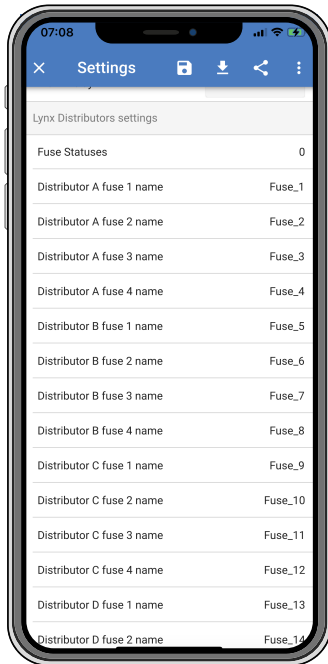 07:08
Settings
Lynx Distributors settings
Fuse Statuses 0
Distributor A fuse 1 name Fuse_1
Distributor A fuse 2 name Fuse_2
Distributor A fuse 3 name Fuse_3
Distributor A fuse 4 name Fuse_4
Distributor B fuse 1 name Fuse_5
Distributor B fuse 2 name Fuse_6
Distributor B fuse 3 name Fuse_7
Distributor B fuse 4 name Fuse_8
Distributor C fuse 1 name Fuse_9
Distributor C fuse 2 name Fuse_10
Distributor C fuse 3 name Fuse_11
Distributor C fuse 4 name Fuse_12
Distributor D fuse 1 name Fuse_13
Distributor D fuse 2 name Fuse_14